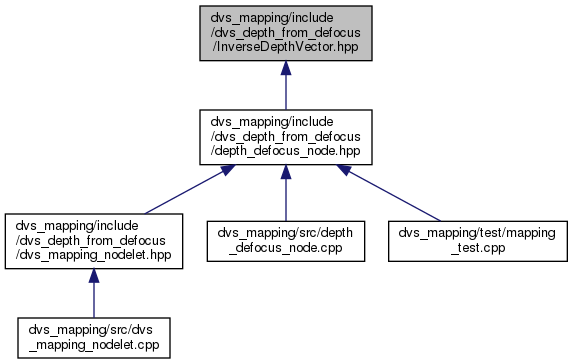 dvs_mapping/include
/dvs_depth_from_defocus
/InverseDepthVector.hpp
dvs_mapping/include
/dvs_depth_from_defocus
/depth_defocus_node.hpp
dvs_mapping/include
/dvs_depth_from_defocus
/dvs_mapping_nodelet.hpp
dvs_mapping/src/depth
_defocus_node.cpp
dvs_mapping/test/mapping
_test.cpp
dvs_mapping/src/dvs
_mapping_nodelet.cpp